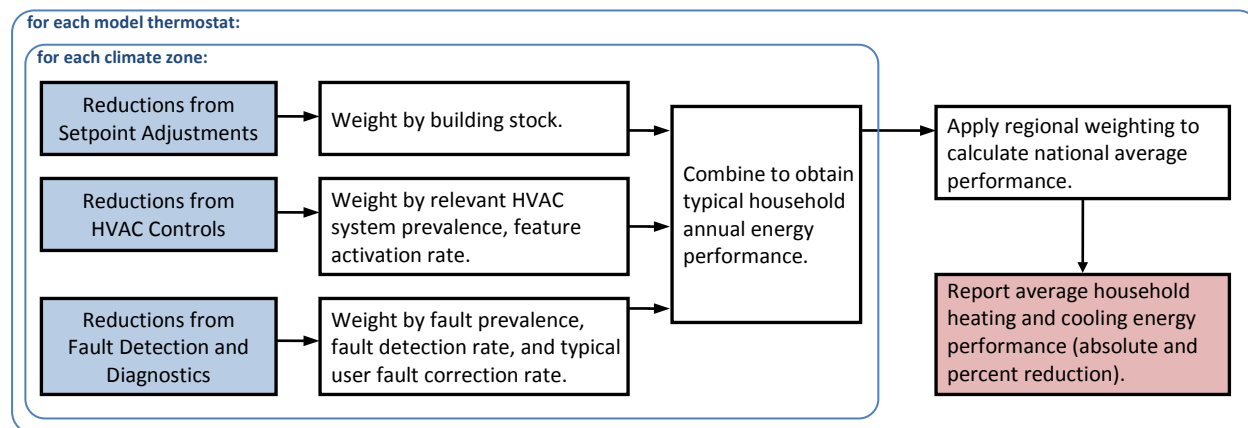 for each model thermostat:
for each climate zone:
Reductions from
Setpoint Adjustments
Weight by building stock.
Reductions from
HVAC Controls
Weight by relevant HVAC
system prevalence, feature
activation rate.
Reductions from
Fault Detection and
Diagnostics
Weight by fault prevalence,
fault detection rate, and typical
user fault correction rate.
Combine to obtain
typical household
annual energy
performance.
Apply regional weighting to
calculate national average
performance.
Report average household
heating and cooling energy
performance (absolute and
percent reduction).